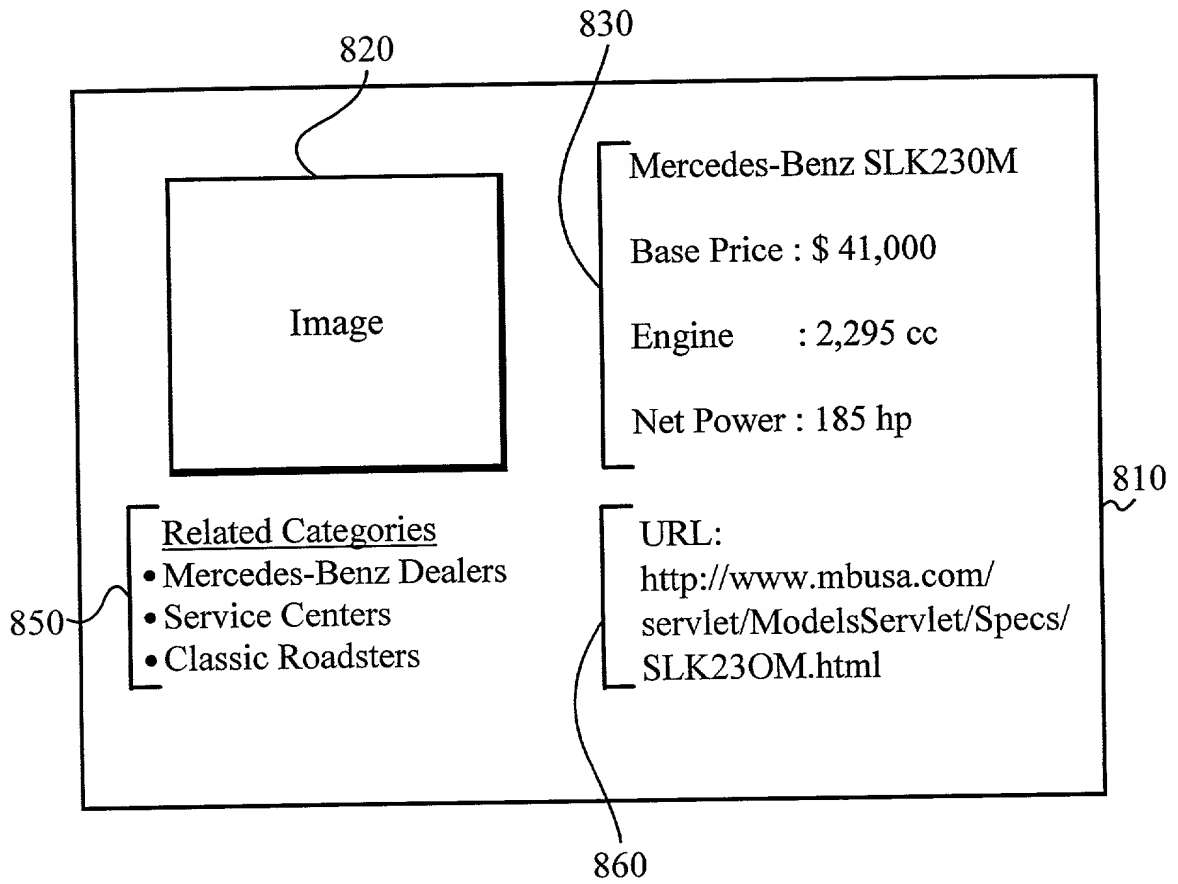 820
830
Mercedes-Benz SLK230M
Base Price : $ 41,000
Image
Engine : 2,295 cc
Net Power : 185 hp
810
Related Categories
• Mercedes-Benz Dealers
• Service Centers
• Classic Roadsters
850
URL:
http://www.mbusa.com/
servlet/ModelsServlet/Specs/
SLK23OM.html
860